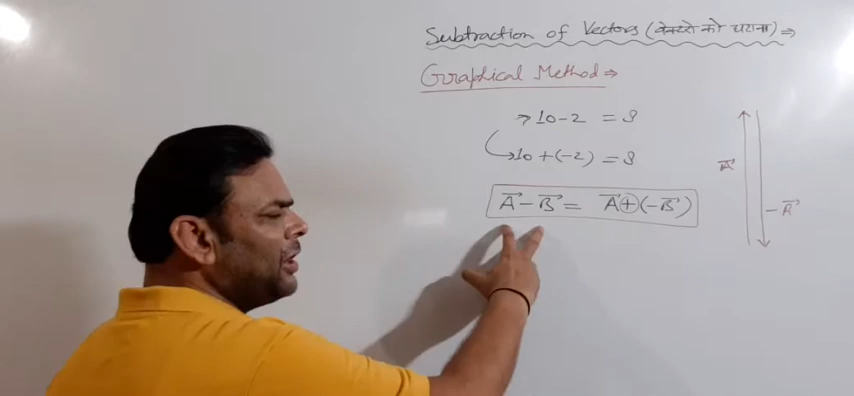 Subtraction of Vectors (वेक्टरो को घटाना) ⇒
Graphical Method ⇒
→ 10 - 2 = 8
→ 10 + (-2) = 8
A⃗ - B⃗ = A⃗ + (-B⃗)
A⃗
-A⃗